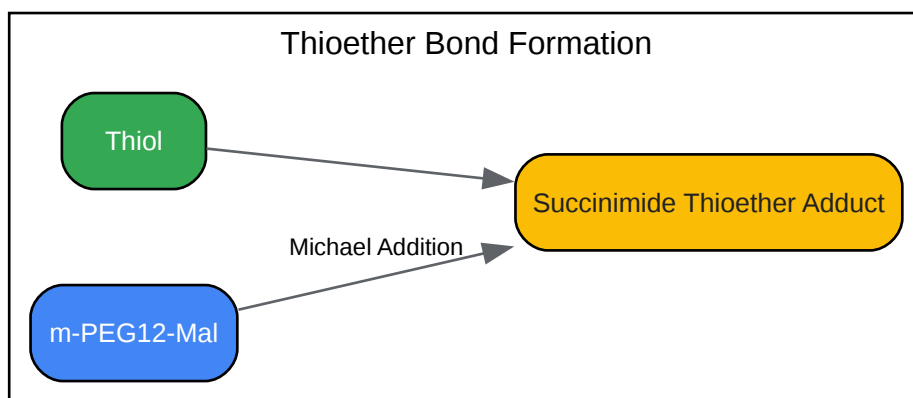 Thioether Bond Formation
Thiol
Succinimide Thioether Adduct
Michael Addition
m-PEG12-Mal